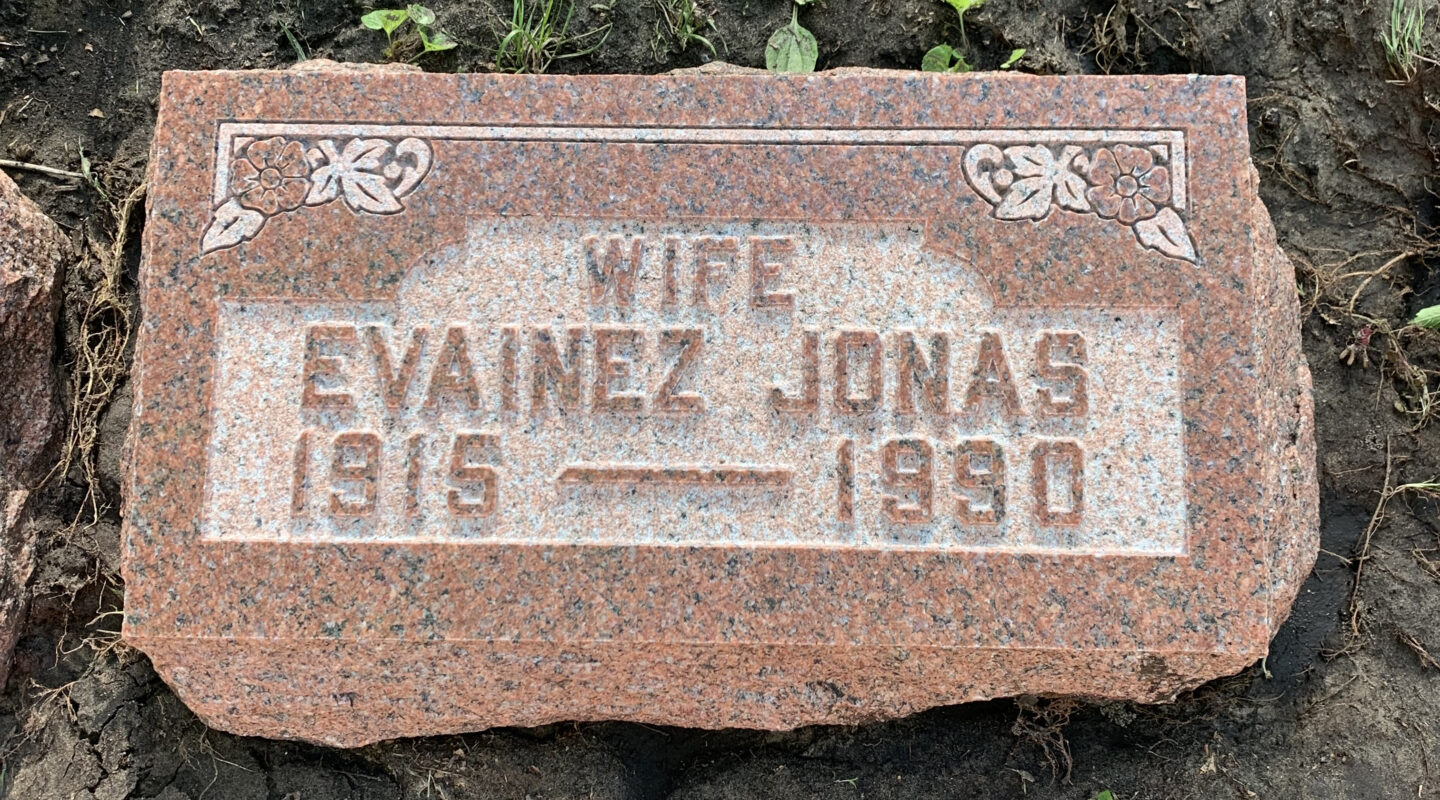 WIFE
EVAINEZ JONAS
1915 — 1990